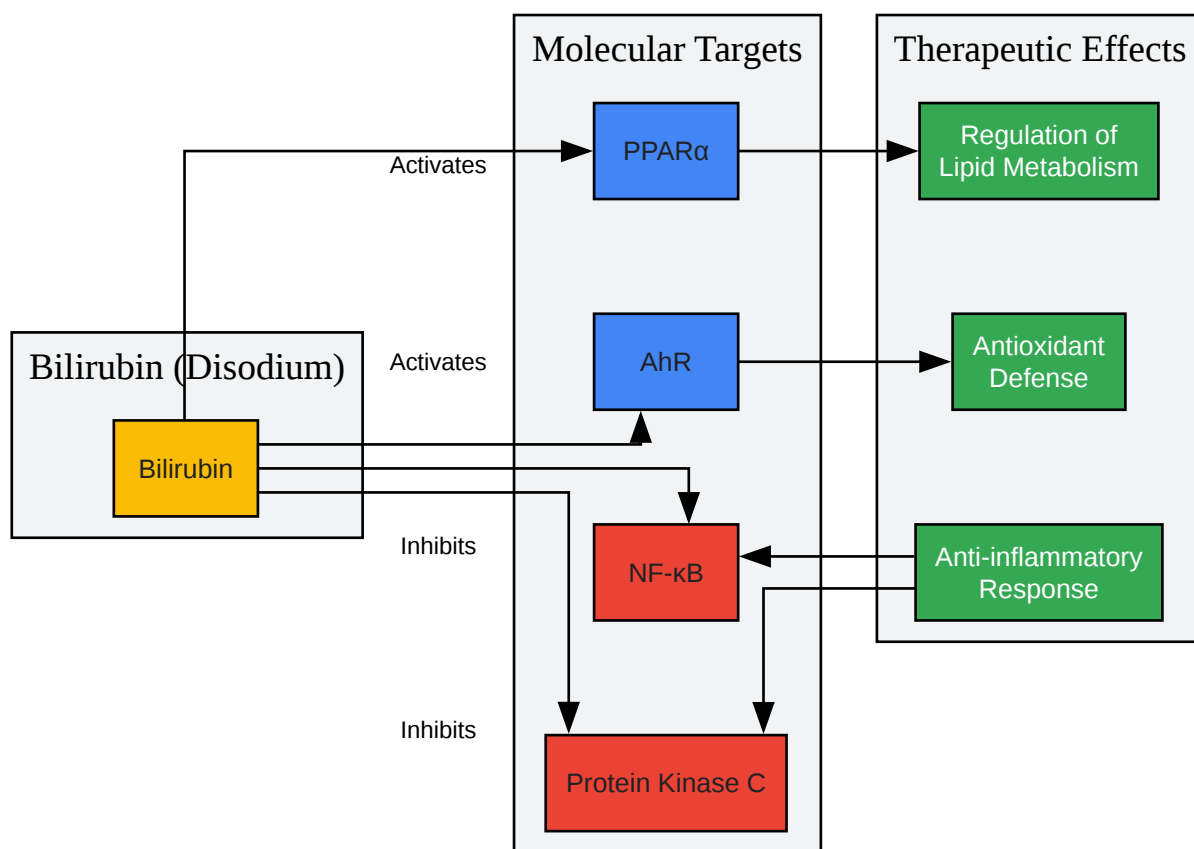 Molecular Targets
Therapeutic Effects
PPARα
Regulation of
Lipid Metabolism
Activates
Bilirubin (Disodium)
Activates
AhR
Antioxidant
Defense
Bilirubin
Inhibits
NF-κB
Anti-inflammatory
Response
Inhibits
Protein Kinase C